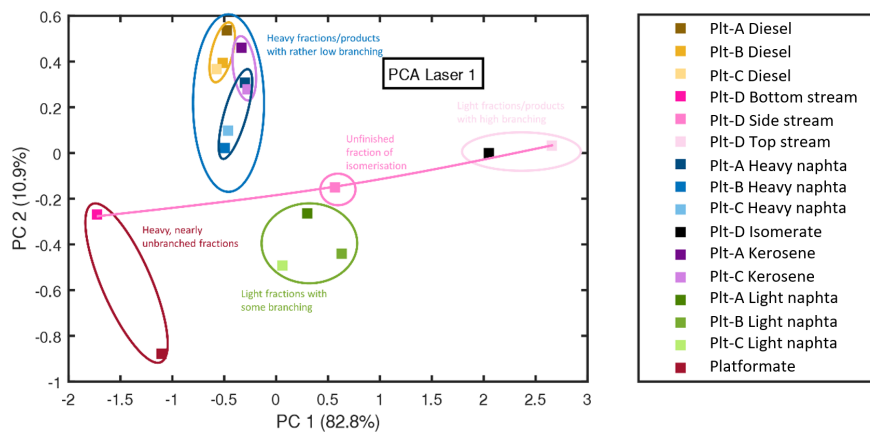 PCA Laser 1
Heavy fractions/products
with rather low branching
Light fractions/products
with high branching
Unfinished
fraction of
isomerisation
Heavy, nearly
unbranched fractions
Light fractions with
some branching
0.6
0.4
0.2
0
-0.2
-0.4
-0.6
-0.8
-1
PC 2 (10.9%)
-2
-1.5
-1
-0.5
0
0.5
1
1.5
2
2.5
3
PC 1 (82.8%)
Plt-A Diesel
Plt-B Diesel
Plt-C Diesel
Plt-D Bottom stream
Plt-D Side stream
Plt-D Top stream
Plt-A Heavy naphta
Plt-B Heavy naphta
Plt-C Heavy naphta
Plt-D Isomerate
Plt-A Kerosene
Plt-C Kerosene
Plt-A Light naphta
Plt-B Light naphta
Plt-C Light naphta
Platformate